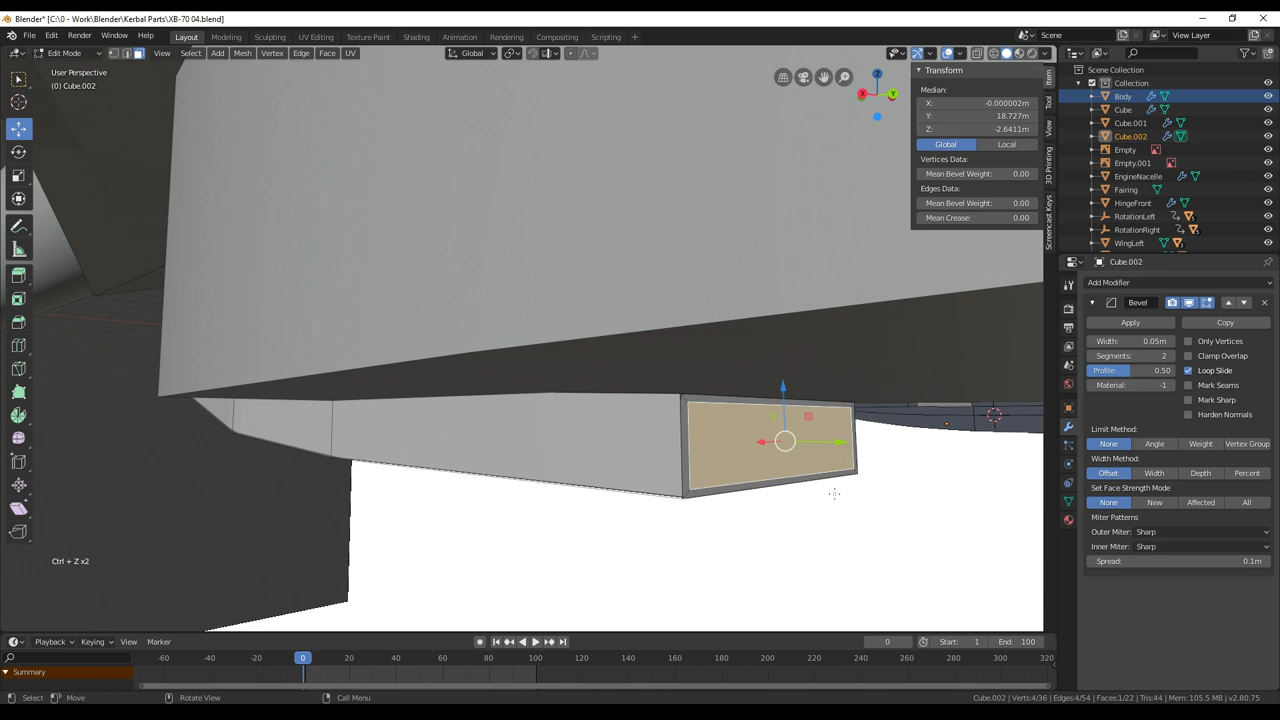 Blender* [C:\0 - Work\Blender\Kerbal Parts\XB-70 04.blend]
File Edit Render Window Help Layout Modeling Sculpting UV Editing Texture Paint Shading Animation Rendering Compositing Scripting + Scene View Layer
Edit Mode View Select Add Mesh Vertex Edge Face UV Global
User Perspective
(0) Cube.002
Ctrl + Z x2
Transform
Median:
X: -0.000002m
Y: 18.727m
Z: -2.6411m
Global Local
Vertices Data:
Mean Bevel Weight: 0.00
Edges Data:
Mean Bevel Weight: 0.00
Mean Crease: 0.00
Item
Tool
View
3D Printing
Screencast Keys
X
Y
Z
Scene Collection
Collection
Body
Cube
Cube.001
Cube.002
Empty
Empty.001
EngineNacelle
Fairing
HingeFront
RotationLeft
RotationRight
WingLeft
Cube.002
Add Modifier
Bevel
Apply Copy
Width: 0.05m Only Vertices
Segments: 2 Clamp Overlap
Profile: 0.50 Loop Slide
Material: -1 Mark Seams
Mark Sharp
Harden Normals
Limit Method:
None Angle Weight Vertex Group
Width Method:
Offset Width Depth Percent
Set Face Strength Mode
None New Affected All
Miter Patterns
Outer Miter: Sharp
Inner Miter: Sharp
Spread: 0.1m
Playback Keying View Marker 0 Start: 1 End: 100
-60 -40 -20 0 20 40 60 80 100 120 140 160 180 200 220 240 260 280 300 320
Summary
Select Move Rotate View Call Menu Cube.002 | Verts:4/36 | Edges:4/54 | Faces:1/22 | Tris:44 | Mem: 105.5 MB | v2.80.75